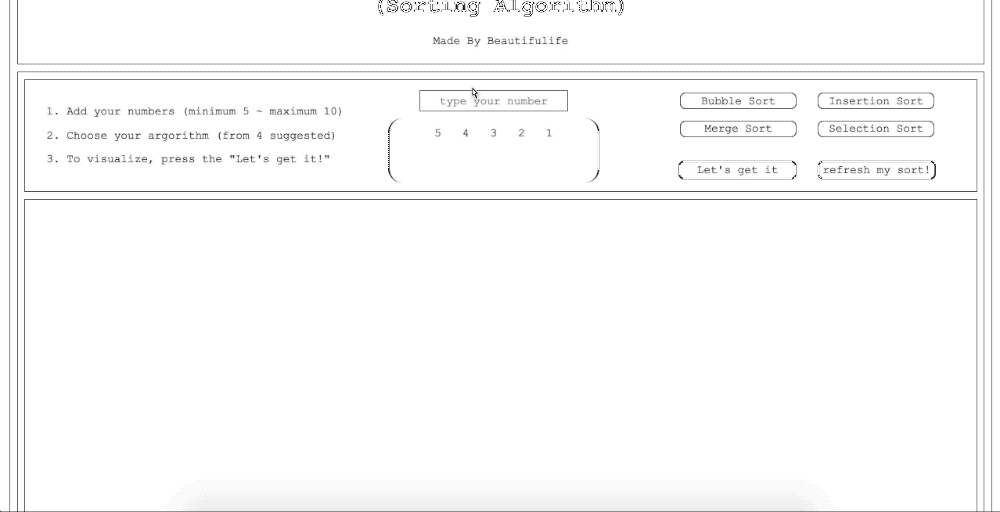 (Sorting Algorithm)
Made By Beautifulife
1. Add your numbers (minimum 5 ~ maximum 10)
2. Choose your argorithm (from 4 suggested)
3. To visualize, press the "Let's get it!"
type your number
5 4 3 2 1
Bubble Sort
Insertion Sort
Merge Sort
Selection Sort
Let's get it
refresh my sort!